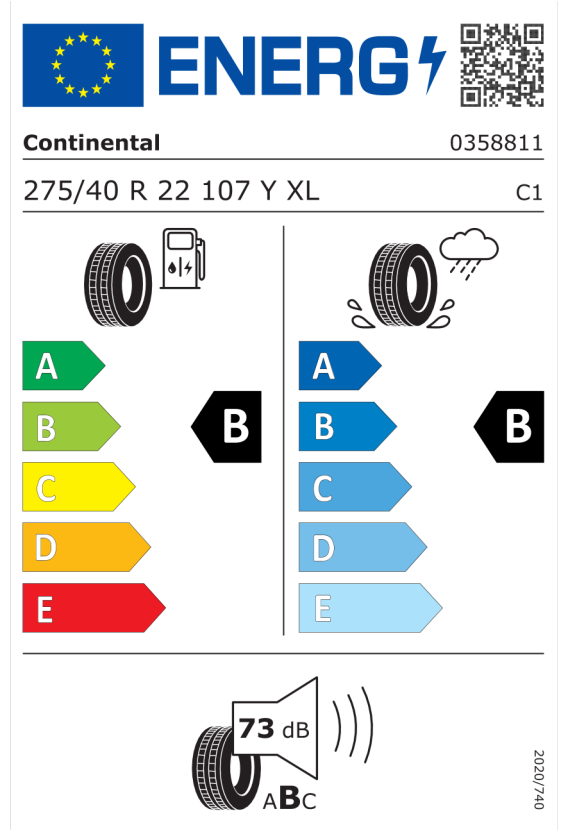 ENERG
Continental 0358811
275/40 R 22 107 Y XL C1
A
B
C
D
E
B
A
B
C
D
E
B
73 dB
ABC
2020/740